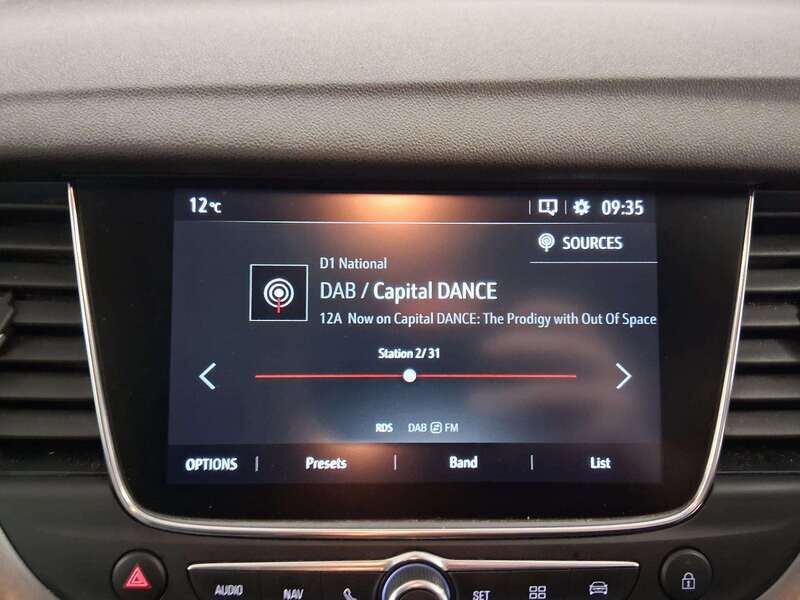 12°C 09:35
SOURCES
D1 National
DAB / Capital DANCE
12A Now on Capital DANCE: The Prodigy with Out Of Space
Station 2/31
RDS DAB FM
OPTIONS | Presets | Band | List
AUDIO NAV SET